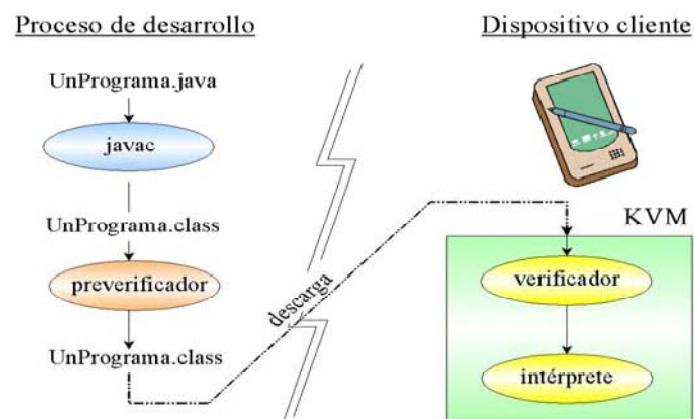 Proceso de desarrollo
UnPrograma.java
javac
UnPrograma.class
preverificador
UnPrograma.class
descarga
Dispositivo cliente
KVM
verificador
intérprete